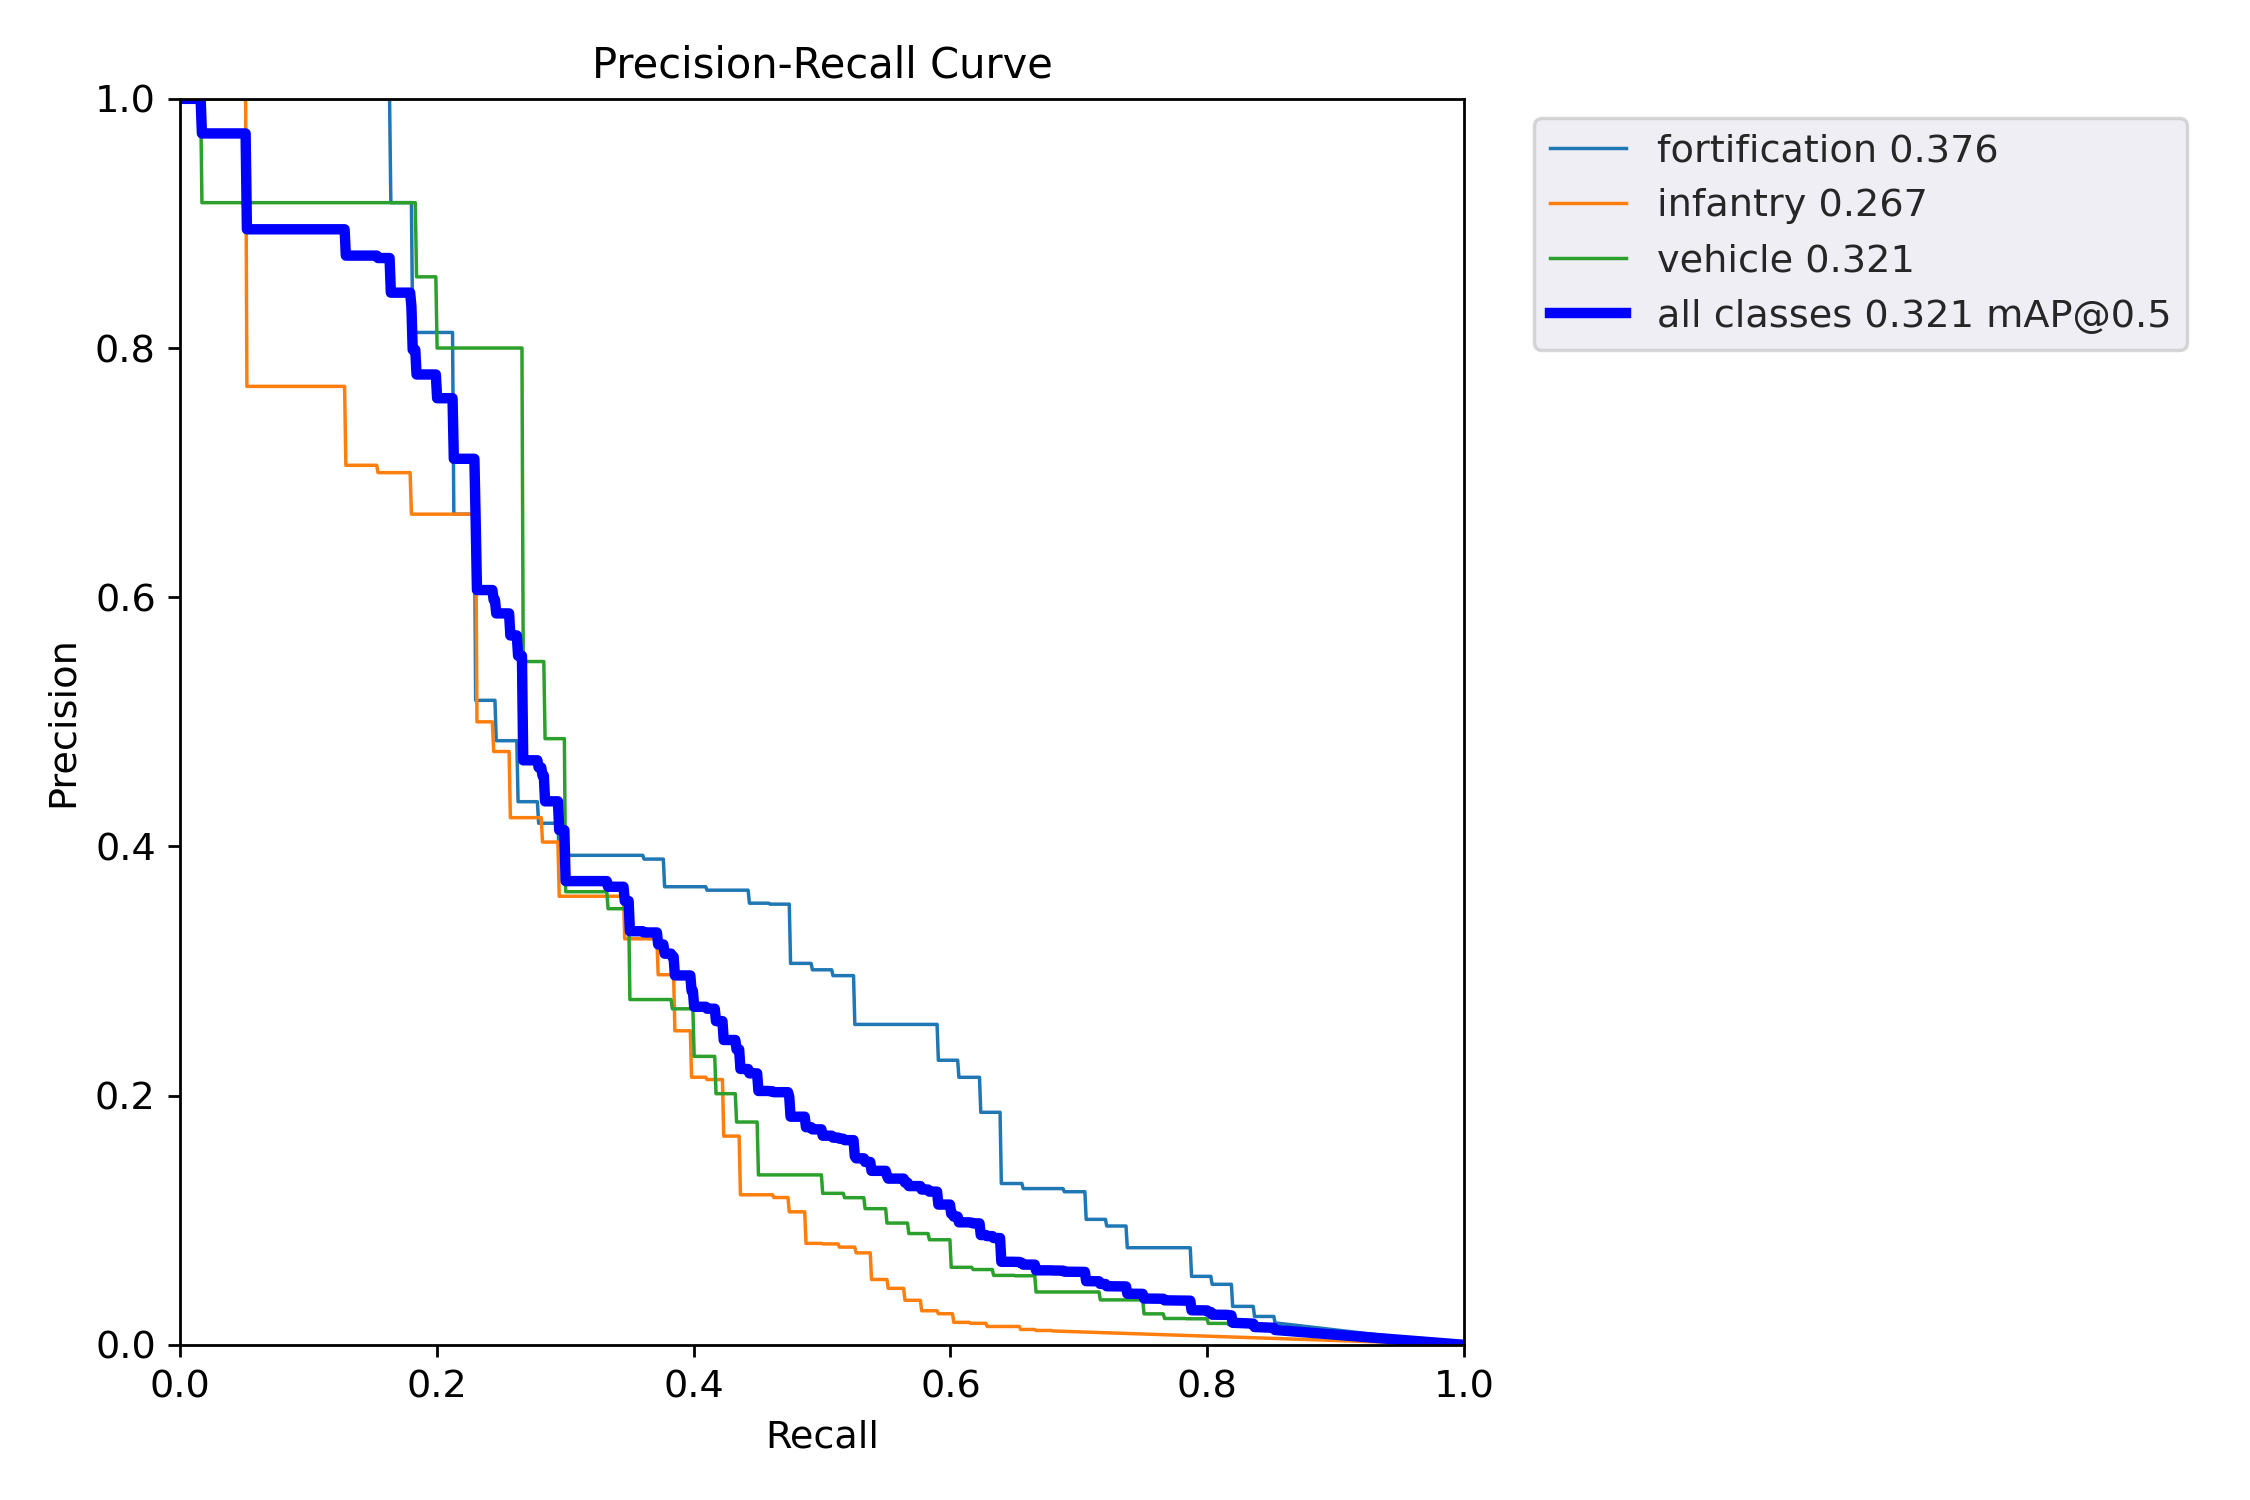 Precision-Recall Curve
1.0
0.8
0.6
0.4
0.2
0.0
Precision
0.0 0.2 0.4 0.6 0.8 1.0
Recall
fortification 0.376
infantry 0.267
vehicle 0.321
all classes 0.321 mAP@0.5